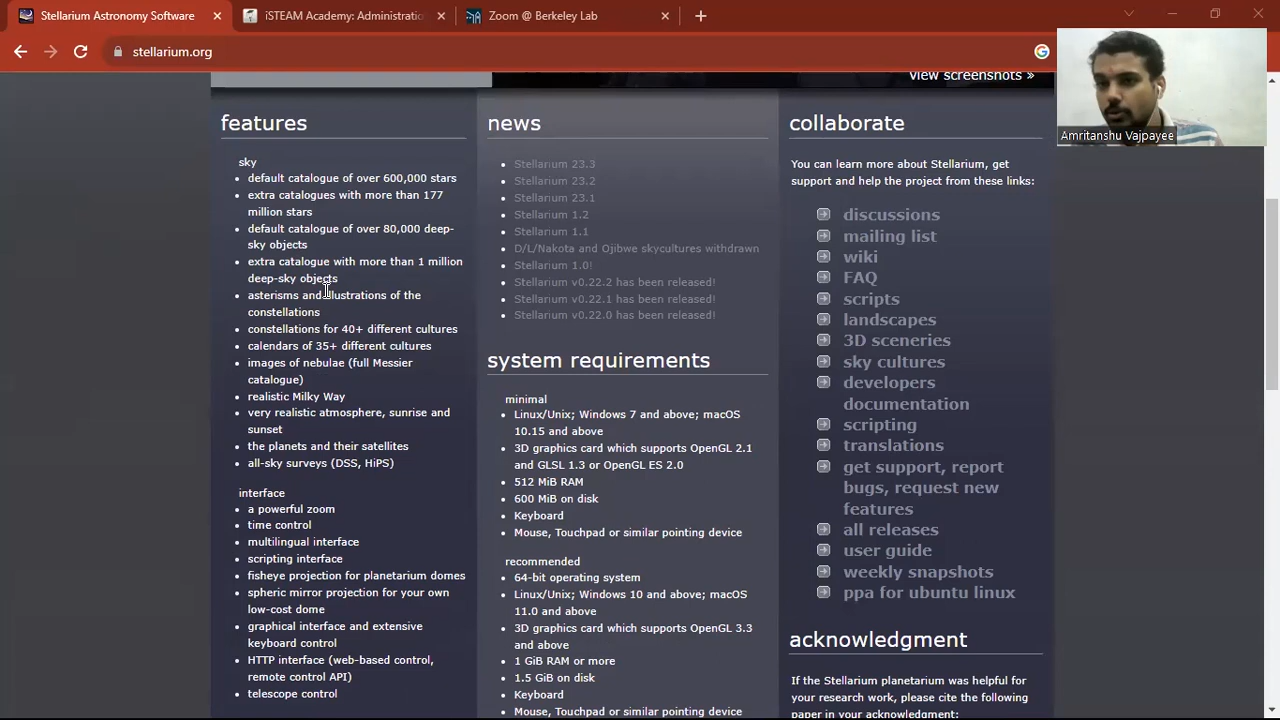 Stellarium Astronomy Software
iSTEAM Academy: Administratio
Zoom @ Berkeley Lab
stellarium.org
view screenshots »
Amritanshu Vajpayee
features
sky
default catalogue of over 600,000 stars
extra catalogues with more than 177
million stars
default catalogue of over 80,000 deep-
sky objects
extra catalogue with more than 1 million
deep-sky objects
asterisms and illustrations of the
constellations
constellations for 40+ different cultures
calendars of 35+ different cultures
images of nebulae (full Messier
catalogue)
realistic Milky Way
very realistic atmosphere, sunrise and
sunset
the planets and their satellites
all-sky surveys (DSS, HiPS)
interface
a powerful zoom
time control
multilingual interface
scripting interface
fisheye projection for planetarium domes
spheric mirror projection for your own
low-cost dome
graphical interface and extensive
keyboard control
HTTP interface (web-based control,
remote control API)
telescope control
news
Stellarium 23.3
Stellarium 23.2
Stellarium 23.1
Stellarium 1.2
Stellarium 1.1
D/L/Nakota and Ojibwe skycultures withdrawn
Stellarium 1.0!
Stellarium v0.22.2 has been released!
Stellarium v0.22.1 has been released!
Stellarium v0.22.0 has been released!
system requirements
minimal
Linux/Unix; Windows 7 and above; macOS
10.15 and above
3D graphics card which supports OpenGL 2.1
and GLSL 1.3 or OpenGL ES 2.0
512 MiB RAM
600 MiB on disk
Keyboard
Mouse, Touchpad or similar pointing device
recommended
64-bit operating system
Linux/Unix; Windows 10 and above; macOS
11.0 and above
3D graphics card which supports OpenGL 3.3
and above
1 GiB RAM or more
1.5 GiB on disk
Keyboard
Mouse, Touchpad or similar pointing device
collaborate
You can learn more about Stellarium, get
support and help the project from these links:
discussions
mailing list
wiki
FAQ
scripts
landscapes
3D sceneries
sky cultures
developers
documentation
scripting
translations
get support, report
bugs, request new
features
all releases
user guide
weekly snapshots
ppa for ubuntu linux
acknowledgment
If the Stellarium planetarium was helpful for
your research work, please cite the following
paper in your acknowledgment: